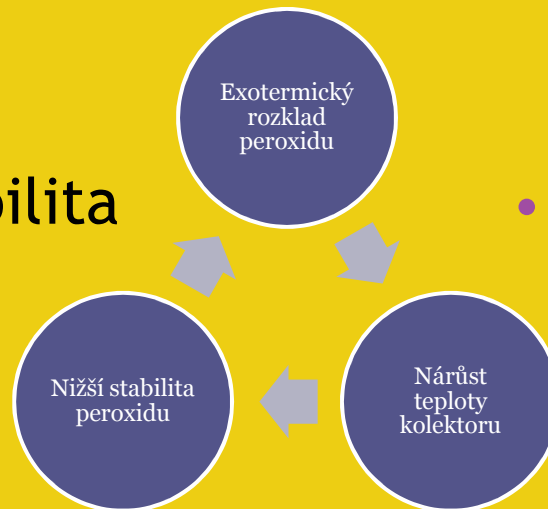 Exotermický
rozklad
peroxidu
bilita
Nižší stabilita
peroxidu
Nárůst
teploty
kolektoru